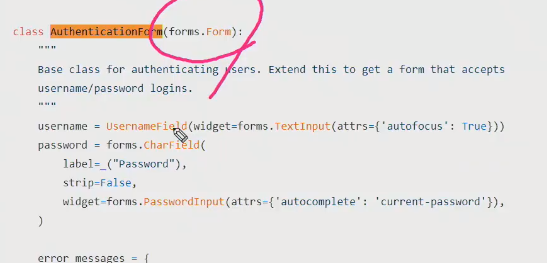 class AuthenticationForm(forms.Form):
"""
Base class for authenticating users. Extend this to get a form that accepts
username/password logins.
"""
username = UsernameField(widget=forms.TextInput(attrs={'autofocus': True}))
password = forms.CharField(
label=_("Password"),
strip=False,
widget=forms.PasswordInput(attrs={'autocomplete': 'current-password'}),
)
error_messages = {